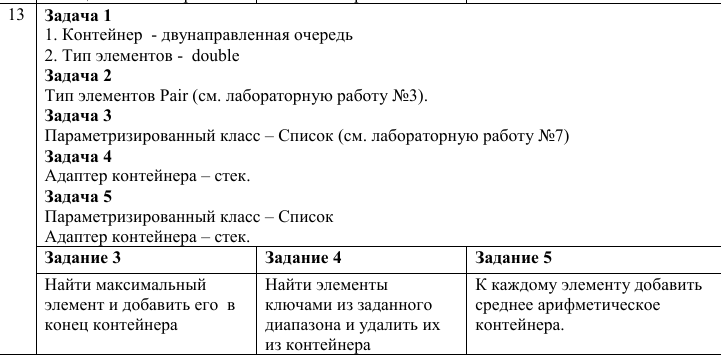 13
Задача 1
1. Контейнер - двунаправленная очередь
2. Тип элементов - double
Задача 2
Тип элементов Pair (см. лабораторную работу №3).
Задача 3
Параметризированный класс – Список (см. лабораторную работу №7)
Задача 4
Адаптер контейнера – стек.
Задача 5
Параметризированный класс – Список
Адаптер контейнера – стек.
Задание 3
Найти максимальный
элемент и добавить его в
конец контейнера
Задание 4
Найти элементы
ключами из заданного
диапазона и удалить их
из контейнера
Задание 5
К каждому элементу добавить
среднее арифметическое
контейнера.